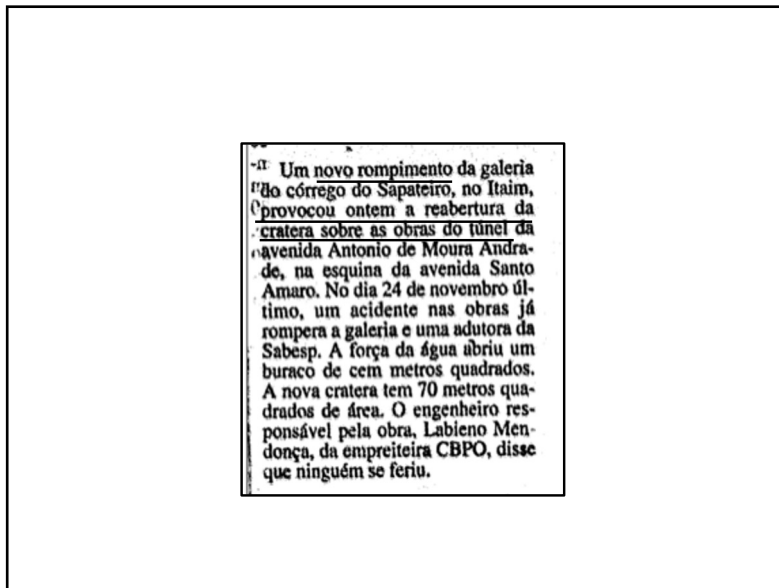 Um novo rompimento da galeria
do córrego do Sapateiro, no Itaim,
provocou ontem a reabertura da
cratera sobre as obras do túnel da
avenida Antonio de Moura Andra-
de, na esquina da avenida Santo
Amaro. No dia 24 de novembro úl-
timo, um acidente nas obras já
rompera a galeria e uma adutora da
Sabesp. A força da água abriu um
buraco de cem metros quadrados.
A nova cratera tem 70 metros qua-
drados de área. O engenheiro res-
ponsável pela obra, Labieno Men-
donça, da empreiteira CBPO, disse
que ninguém se feriu.